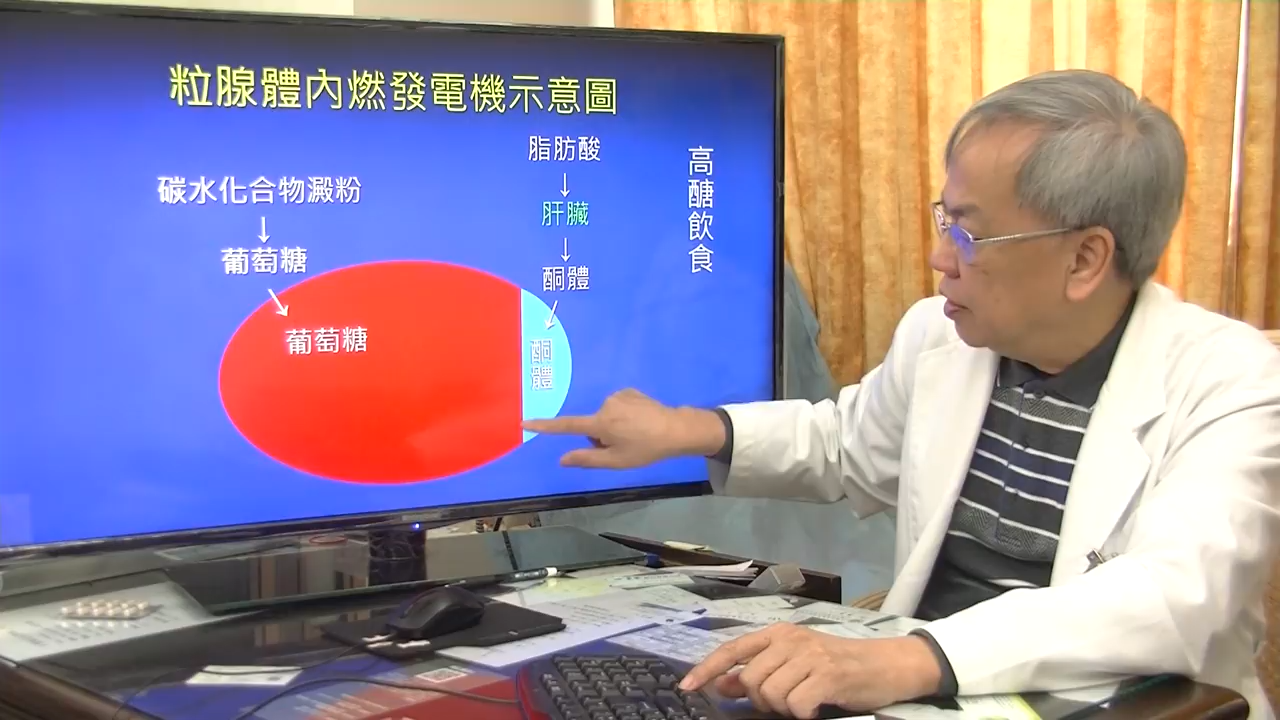 粒腺體內燃發電機示意圖
脂肪酸
↓
肝臟
↓
酮體
碳水化合物澱粉
↓
葡萄糖
葡萄糖
酮體
高醣飲食